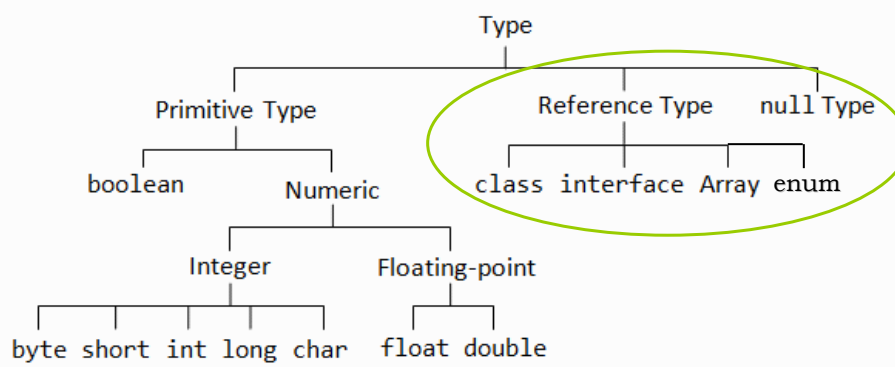 Type
Primitive Type Reference Type null Type
boolean Numeric class interface Array enum
Integer Floating-point
byte short int long char float double